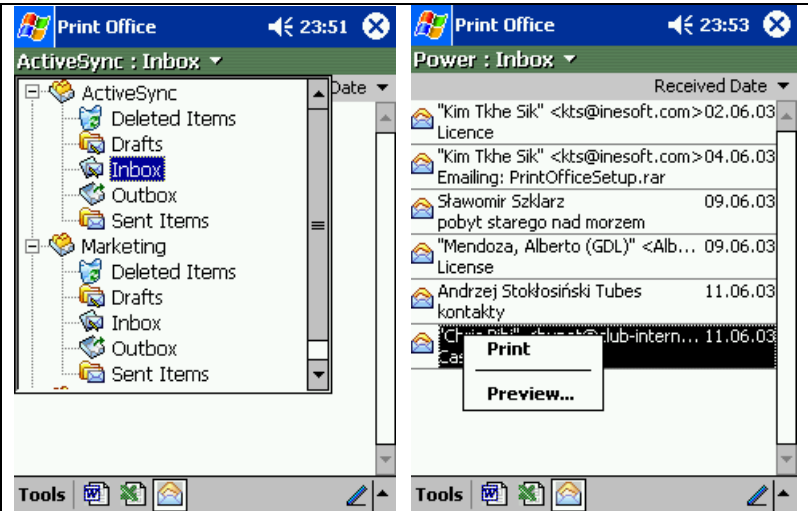 Print Office 23:51
ActiveSync : Inbox
Date
ActiveSync
Deleted Items
Drafts
Inbox
Outbox
Sent Items
Marketing
Deleted Items
Drafts
Inbox
Outbox
Sent Items
Tools
Print Office 23:53
Power : Inbox
Received Date
"Kim Tkhe Sik" <kts@inesoft.com> 02.06.03
Licence
"Kim Tkhe Sik" <kts@inesoft.com> 04.06.03
Emailing: PrintOfficeSetup.rar
Sławomir Szklarz 09.06.03
pobyt starego nad morzem
"Mendoza, Alberto (GDL)" <Alb... 09.06.03
License
Andrzej Stokłosiński Tubes 11.06.03
kontakty
11.06.03
Print
Preview...
Tools